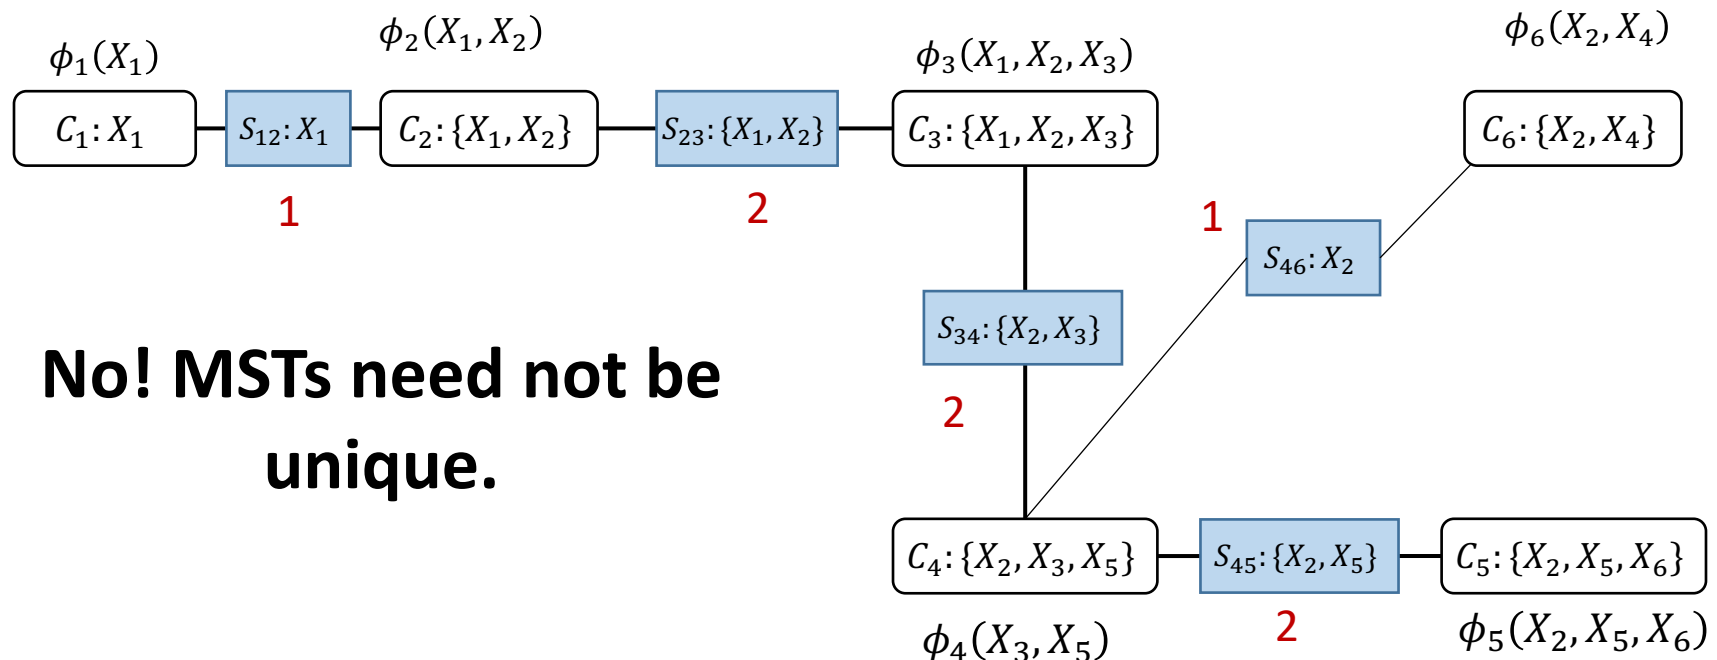 ϕ₁(X₁)
ϕ₂(X₁, X₂)
ϕ₃(X₁, X₂, X₃)
ϕ₆(X₂, X₄)
C₁: X₁
S₁₂: X₁
C₂: {X₁, X₂}
S₂₃: {X₁, X₂}
C₃: {X₁, X₂, X₃}
C₆: {X₂, X₄}
1
2
1
S₄₆: X₂
S₃₄: {X₂, X₃}
No! MSTs need not be
unique.
2
C₄: {X₂, X₃, X₅}
S₄₅: {X₂, X₅}
C₅: {X₂, X₅, X₆}
ϕ₄(X₃, X₅)
2
ϕ₅(X₂, X₅, X₆)